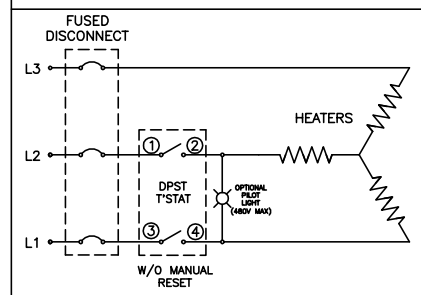 FUSED
DISCONNECT
L3
HEATERS
L2
① ②
DPST
T'STAT
OPTIONAL
PILOT
LIGHT
(480V MAX)
③ ④
L1
W/O MANUAL
RESET